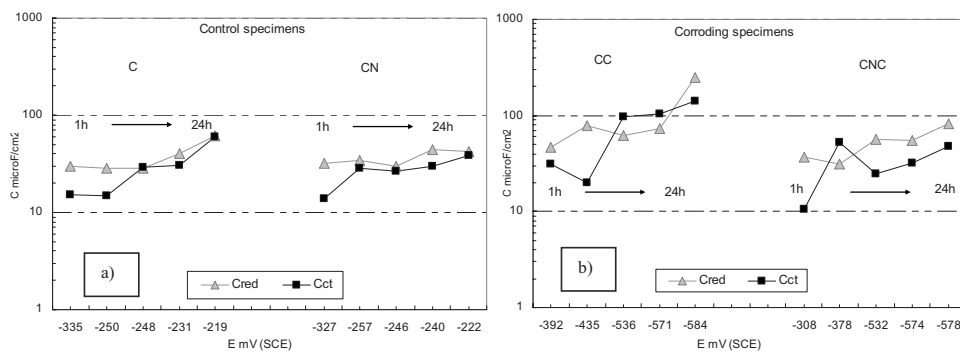 Control specimens
C
CN
1000
100
10
1
C microF/cm2
1h
24h
1h
24h
a)
Cred
Cct
-335 -250 -248 -231 -219
-327 -257 -246 -240 -222
E mV (SCE)
Corroding specimens
CC
CNC
1000
100
10
1
C microF/cm2
1h
24h
1h
24h
b)
Cred
Cct
-392 -435 -536 -571 -584
-308 -378 -532 -574 -578
E mV (SCE)